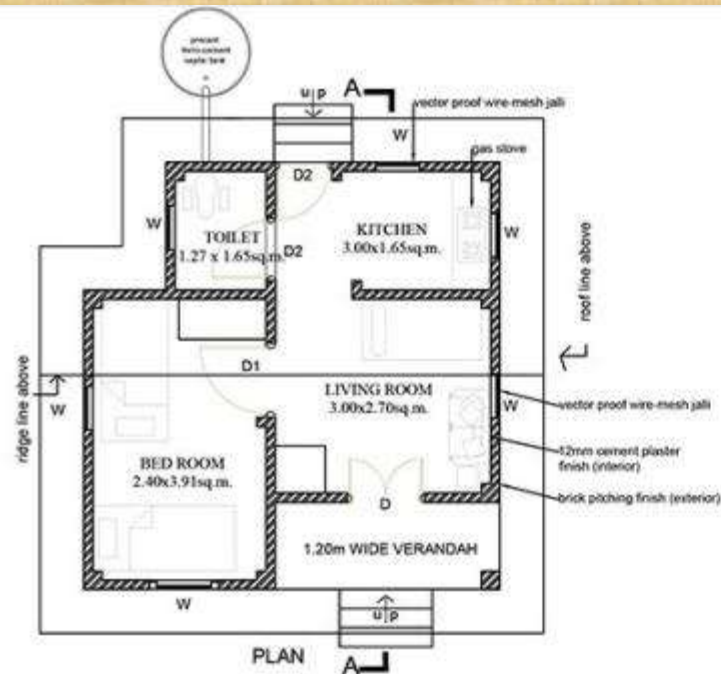 precast
ferro-cement
septic tank
up
A
vector proof wire-mesh jalli
W
gas stove
D2
W
TOILET
1.27 x 1.65sq.m.
D2
KITCHEN
3.00x1.65sq.m.
W
roof line above
ridge line above
W
D1
LIVING ROOM
3.00x2.70sq.m.
W
vector proof wire-mesh jalli
12mm cement plaster
finish (interior)
BED ROOM
2.40x3.91sq.m.
brick pitching finish (exterior)
D
1.20m WIDE VERANDAH
W
up
PLAN
A